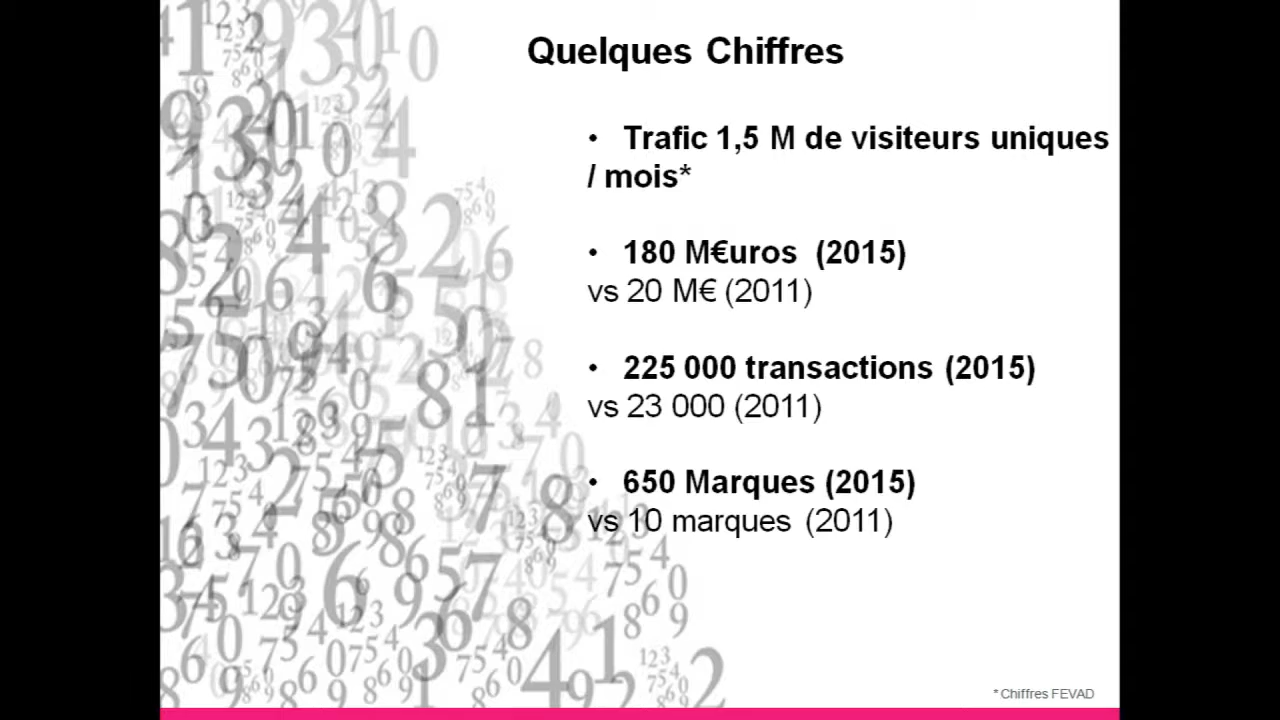 Quelques Chiffres
• Trafic 1,5 M de visiteurs uniques
/ mois*
• 180 M€uros (2015)
vs 20 M€ (2011)
• 225 000 transactions (2015)
vs 23 000 (2011)
• 650 Marques (2015)
vs 10 marques (2011)
* Chiffres FEVAD